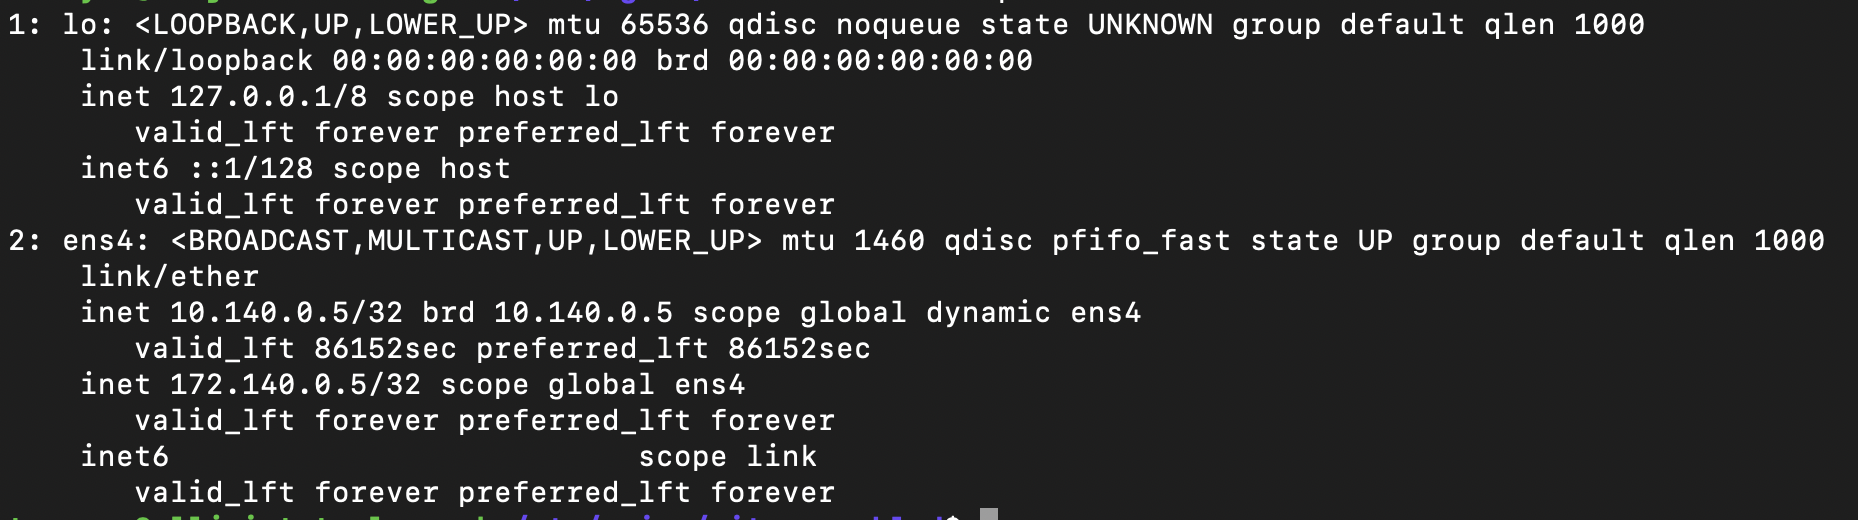 1: lo: <LOOPBACK,UP,LOWER_UP> mtu 65536 qdisc noqueue state UNKNOWN group default qlen 1000
link/loopback 00:00:00:00:00:00 brd 00:00:00:00:00:00
inet 127.0.0.1/8 scope host lo
valid_lft forever preferred_lft forever
inet6 ::1/128 scope host
valid_lft forever preferred_lft forever
2: ens4: <BROADCAST,MULTICAST,UP,LOWER_UP> mtu 1460 qdisc pfifo_fast state UP group default qlen 1000
link/ether
inet 10.140.0.5/32 brd 10.140.0.5 scope global dynamic ens4
valid_lft 86152sec preferred_lft 86152sec
inet 172.140.0.5/32 scope global ens4
valid_lft forever preferred_lft forever
inet6 scope link
valid_lft forever preferred_lft forever